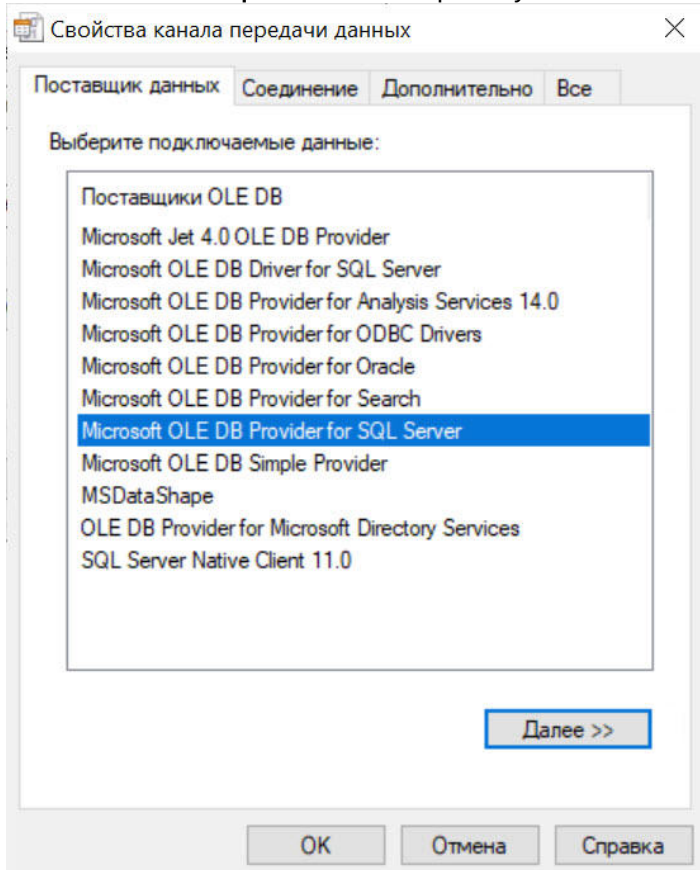 Свойства канала передачи данных
Поставщик данных Соединение Дополнительно Все
Выберите подключаемые данные:
Поставщики OLE DB
Microsoft Jet 4.0 OLE DB Provider
Microsoft OLE DB Driver for SQL Server
Microsoft OLE DB Provider for Analysis Services 14.0
Microsoft OLE DB Provider for ODBC Drivers
Microsoft OLE DB Provider for Oracle
Microsoft OLE DB Provider for Search
Microsoft OLE DB Provider for SQL Server
Microsoft OLE DB Simple Provider
MSDataShape
OLE DB Provider for Microsoft Directory Services
SQL Server Native Client 11.0
Далее >>
OK Отмена Справка